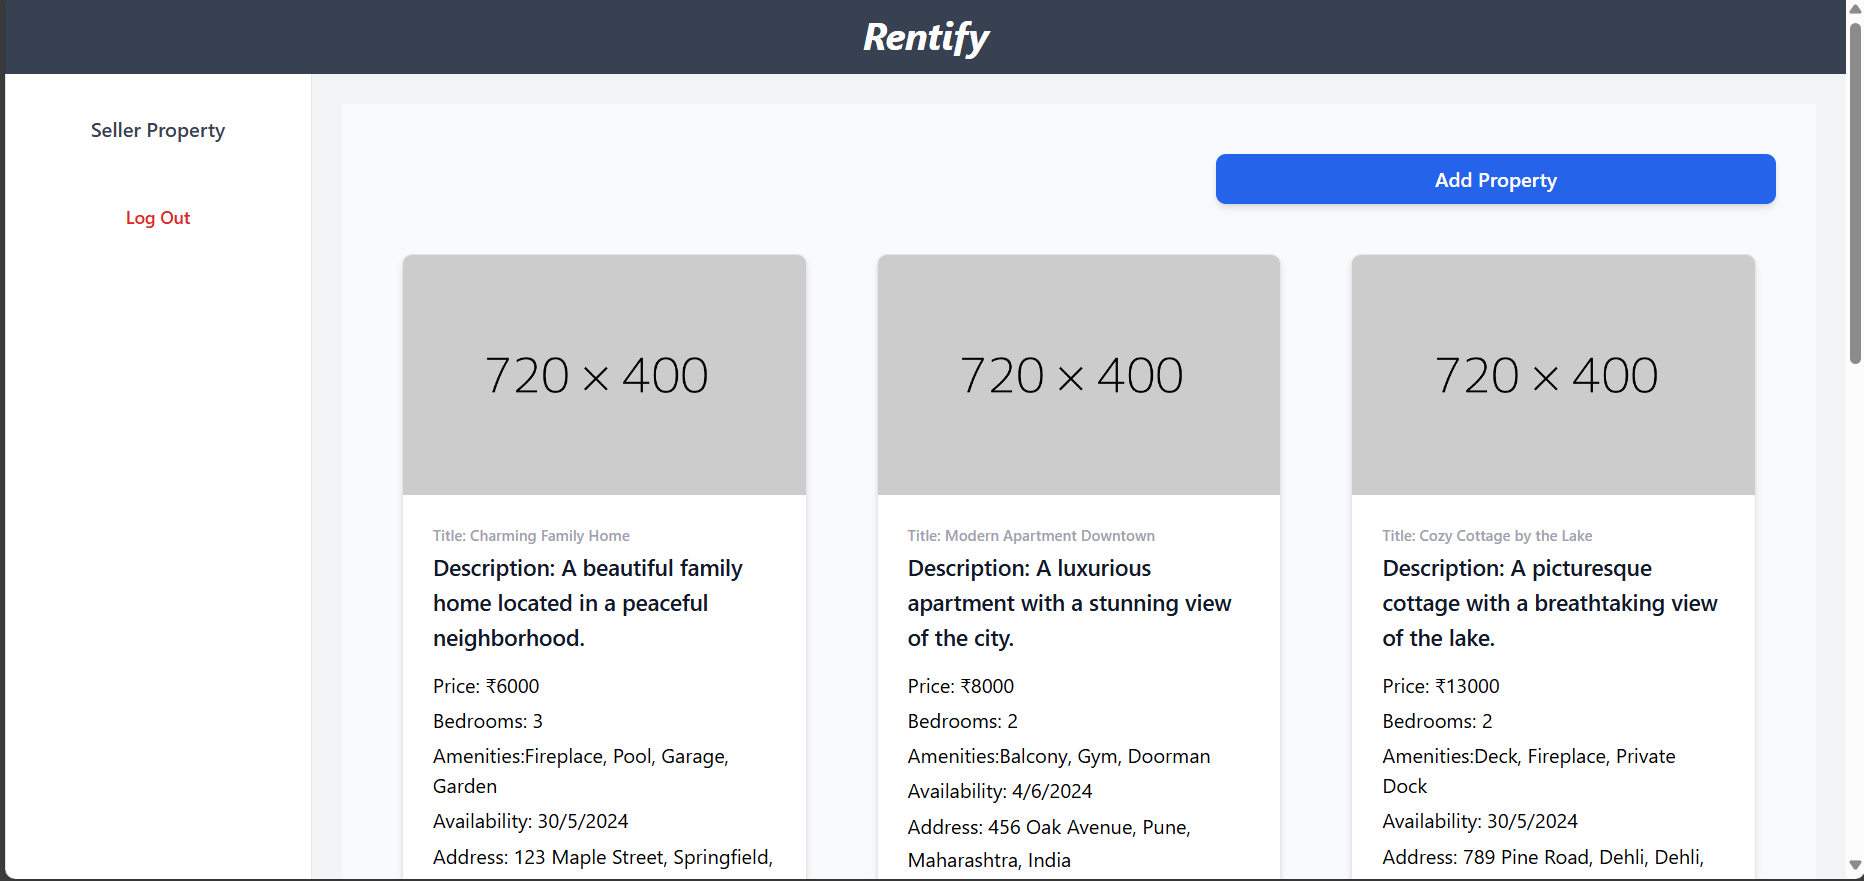 Rentify
Seller Property
Log Out
Add Property
720 × 400
Title: Charming Family Home
Description: A beautiful family
home located in a peaceful
neighborhood.
Price: ₹6000
Bedrooms: 3
Amenities:Fireplace, Pool, Garage,
Garden
Availability: 30/5/2024
Address: 123 Maple Street, Springfield,
720 × 400
Title: Modern Apartment Downtown
Description: A luxurious
apartment with a stunning view
of the city.
Price: ₹8000
Bedrooms: 2
Amenities:Balcony, Gym, Doorman
Availability: 4/6/2024
Address: 456 Oak Avenue, Pune,
Maharashtra, India
720 × 400
Title: Cozy Cottage by the Lake
Description: A picturesque
cottage with a breathtaking view
of the lake.
Price: ₹13000
Bedrooms: 2
Amenities:Deck, Fireplace, Private
Dock
Availability: 30/5/2024
Address: 789 Pine Road, Dehli, Dehli,